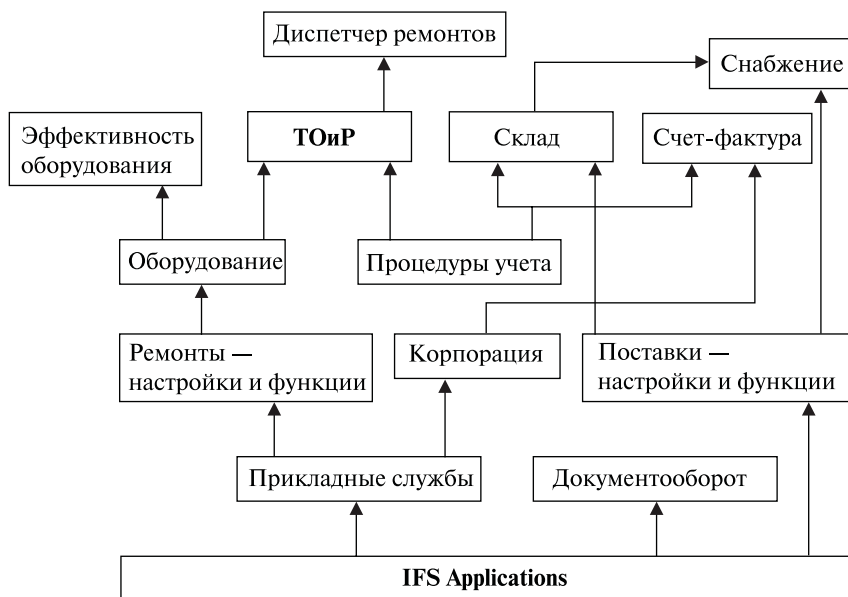 Диспетчер ремонтов
Снабжение
Эффективность
оборудования
ТОиР
Склад
Счет-фактура
Оборудование
Процедуры учета
Ремонты —
настройки и функции
Корпорация
Поставки —
настройки и функции
Прикладные службы
Документооборот
IFS Applications